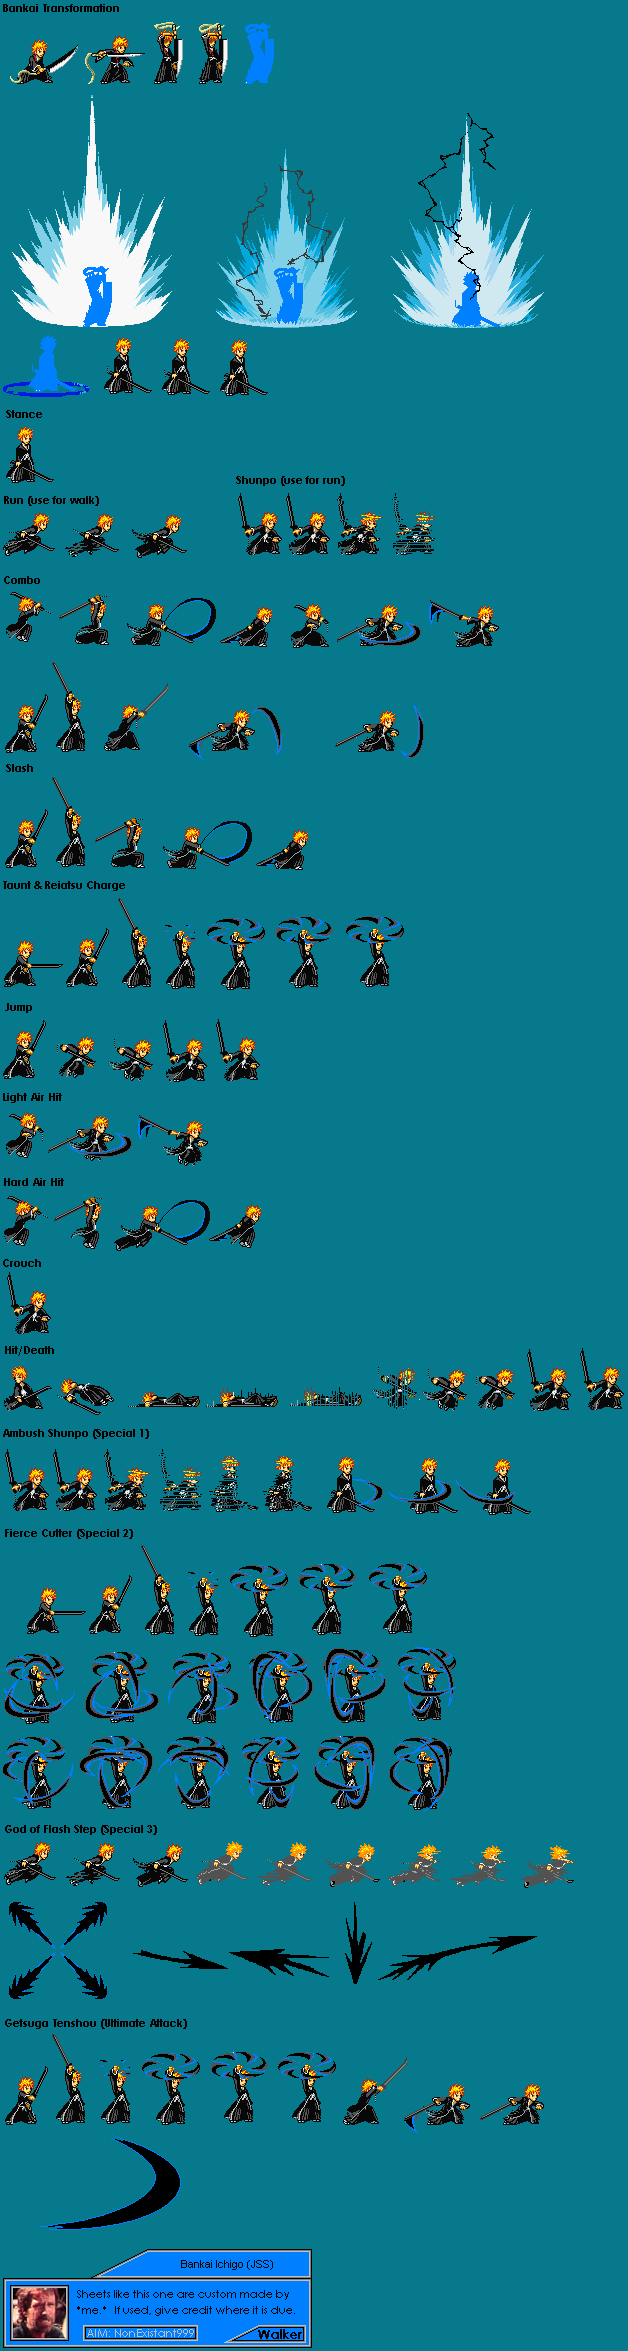 Bankai Transformation
Stance
Shunpo (use for run)
Run (use for walk)
Combo
Slash
Taunt & Reiatsu Charge
Jump
Light Air Hit
Hard Air Hit
Crouch
Hit/Death
Ambush Shunpo (Special 1)
Fierce Cutter (Special 2)
God of Flash Step (Special 3)
Getsuga Tenshou (Ultimate Attack)
Bankai Ichigo (JSS)
Sheets like this one are custom made by
*me.* If used, give credit where it is due.
AIM: NonExistant999
Walker